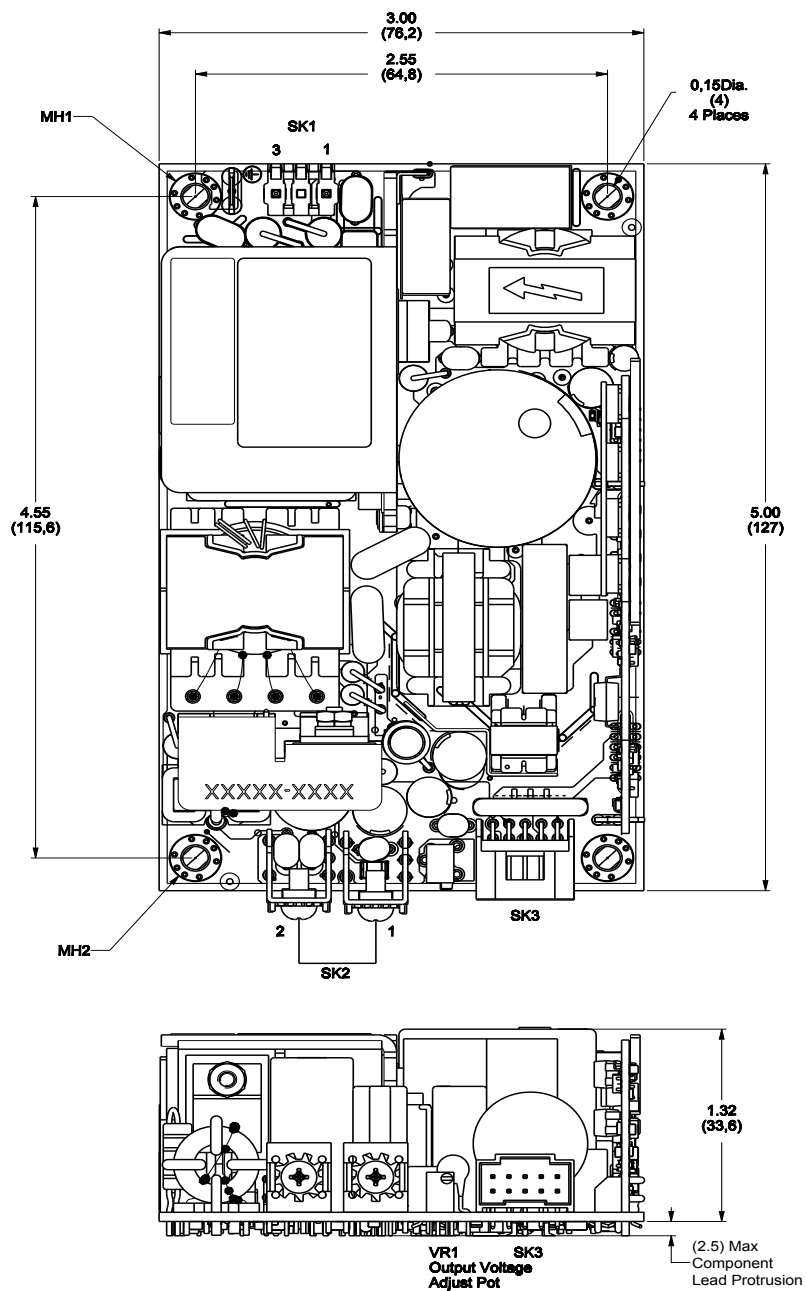 3.00
(76,2)
2.55
(64,8)
0,15Dia.
(4)
4 Places
MH1
SK1
3
1
4.55
(115,6)
5.00
(127)
XXXXX-XXXX
SK3
2
1
MH2
SK2
1.32
(33,6)
VR1
Output Voltage
Adjust Pot
SK3
(2.5) Max
Component
Lead Protrusion